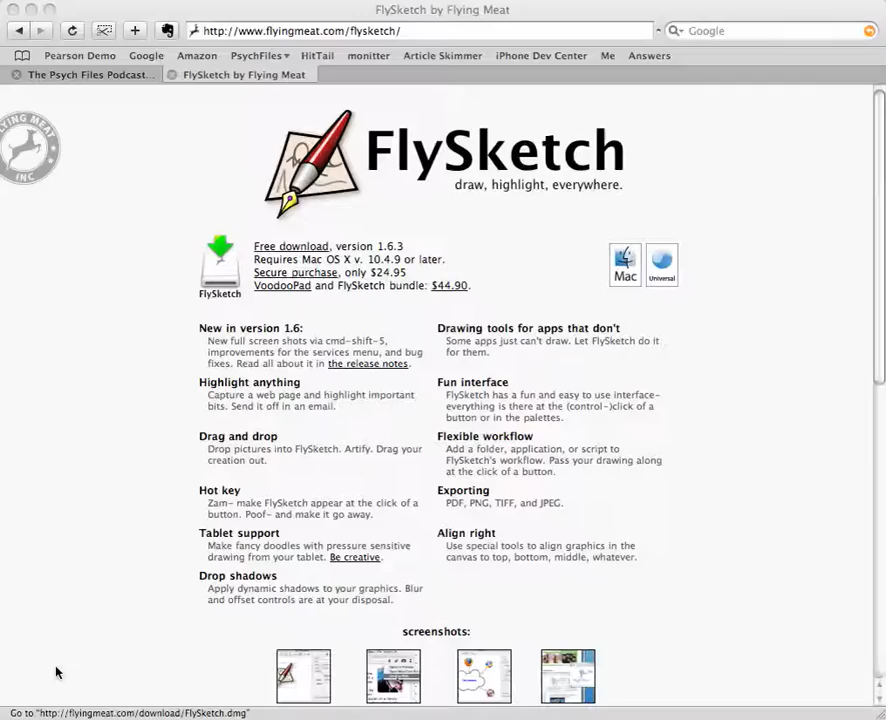 FlySketch by Flying Meat
http://www.flyingmeat.com/flysketch/
Google
Pearson Demo Google Amazon PsychFiles HitTail monitter Article Skimmer iPhone Dev Center Me Answers
The Psych Files Podcast... FlySketch by Flying Meat
FLYING MEAT
INC
FlySketch
draw, highlight, everywhere.
Free download, version 1.6.3
Requires Mac OS X v. 10.4.9 or later.
Secure purchase, only $24.95
VoodooPad and FlySketch bundle: $44.90.
FlySketch
Mac
Universal
New in version 1.6:
New full screen shots via cmd-shift-5,
improvements for the services menu, and bug
fixes. Read all about it in the release notes.
Highlight anything
Capture a web page and highlight important
bits. Send it off in an email.
Drag and drop
Drop pictures into FlySketch. Artify. Drag your
creation out.
Hot key
Zam- make FlySketch appear at the click of a
button. Poof- and make it go away.
Tablet support
Make fancy doodles with pressure sensitive
drawing from your tablet. Be creative.
Drop shadows
Apply dynamic shadows to your graphics. Blur
and offset controls are at your disposal.
Drawing tools for apps that don't
Some apps just can't draw. Let FlySketch do it
for them.
Fun interface
FlySketch has a fun and easy to use interface-
everything is there at the (control-)click of a
button or in the palettes.
Flexible workflow
Add a folder, application, or script to
FlySketch's workflow. Pass your drawing along
at the click of a button.
Exporting
PDF, PNG, TIFF, and JPEG.
Align right
Use special tools to align graphics in the
canvas to top, bottom, middle, whatever.
screenshots:
Go to "http://flyingmeat.com/download/FlySketch.dmg"